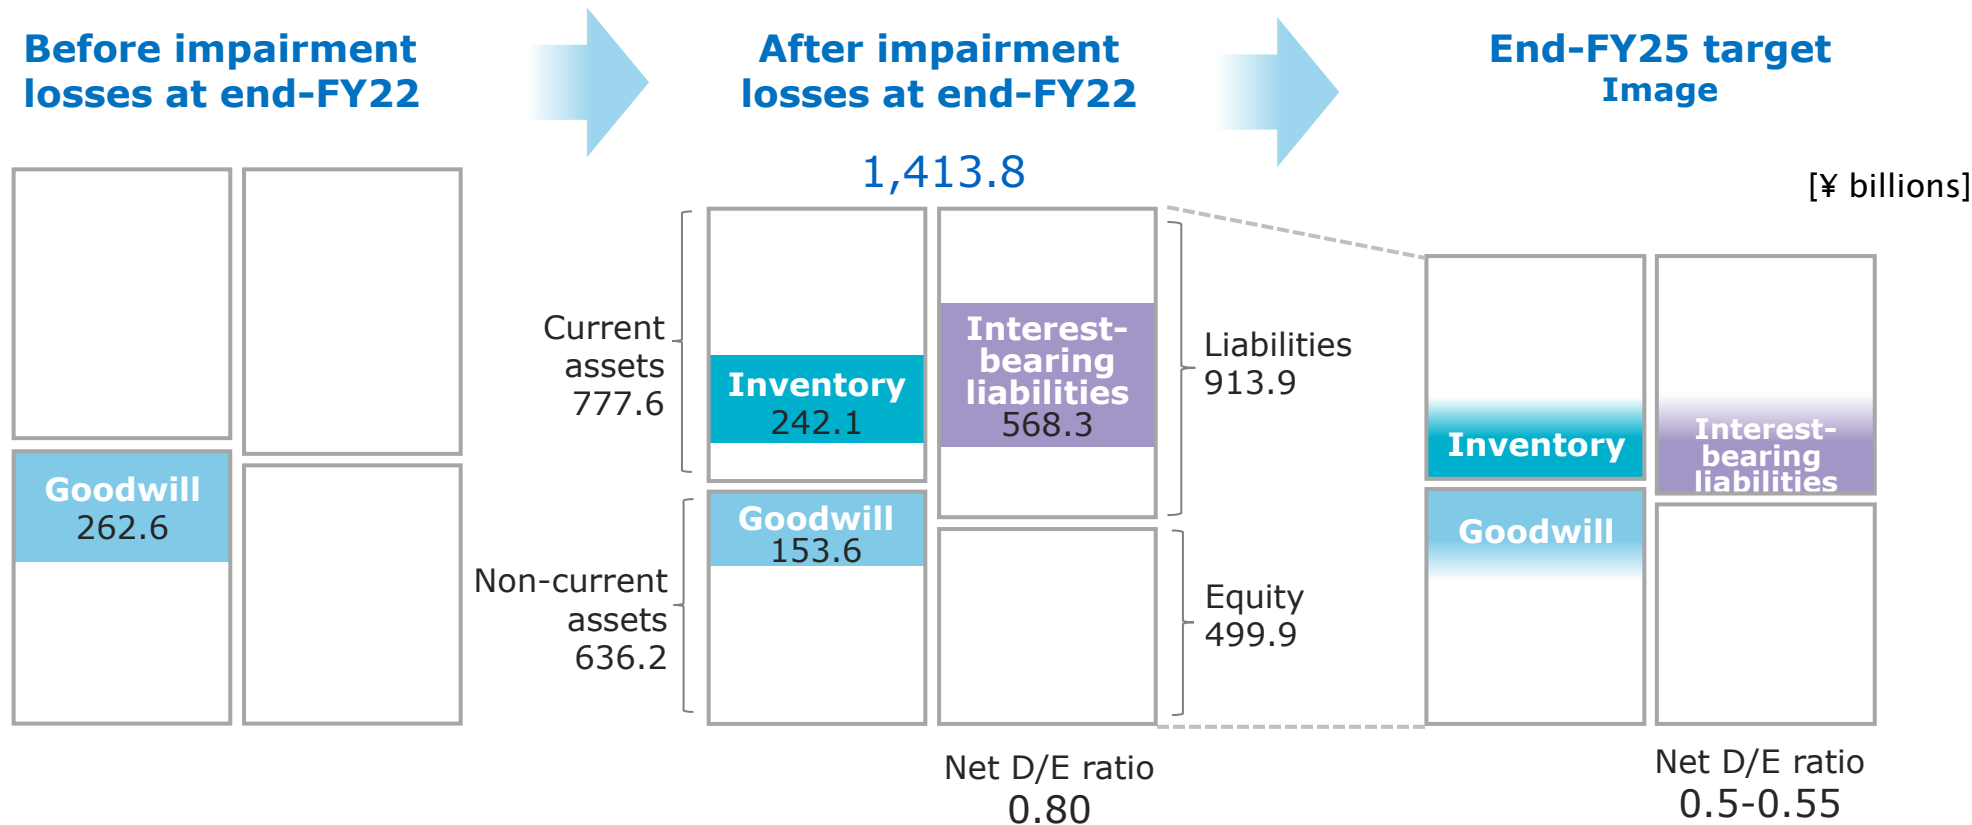 Before impairment
losses at end-FY22
After impairment
losses at end-FY22
End-FY25 target
Image
[¥ billions]
Goodwill
262.6
1,413.8
Current
assets
777.6
Non-current
assets
636.2
Inventory
242.1
Goodwill
153.6
Interest-
bearing
liabilities
568.3
Liabilities
913.9
Equity
499.9
Net D/E ratio
0.80
Inventory
Goodwill
Interest-
bearing
liabilities
Net D/E ratio
0.5-0.55